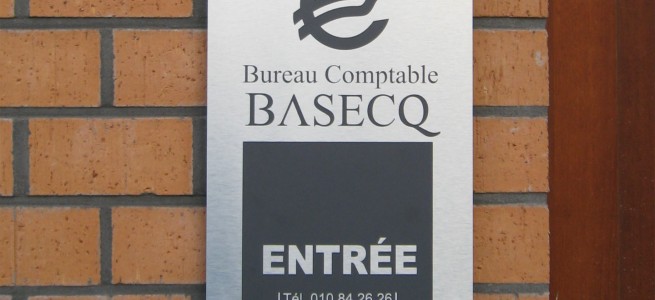 Bureau Comptable
BASECQ
ENTRÉE
| Tél. 010 84 26 26 |